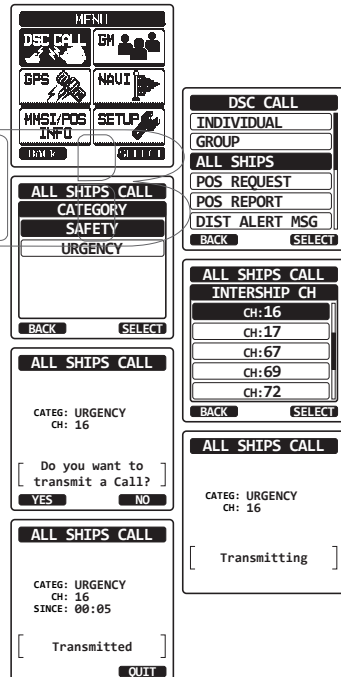 MENU
DSC CALL
GM
GPS
NAVI
MMSI/POS INFO
SETUP
BACK SELECT
DSC CALL
INDIVIDUAL
GROUP
ALL SHIPS
POS REQUEST
POS REPORT
DIST ALERT MSG
BACK SELECT
ALL SHIPS CALL
CATEGORY
SAFETY
URGENCY
BACK SELECT
ALL SHIPS CALL
INTERSHIP CH
CH:16
CH:17
CH:67
CH:69
CH:72
BACK SELECT
ALL SHIPS CALL
CATEG: URGENCY
CH: 16
[ Do you want to
transmit a Call? ]
YES NO
ALL SHIPS CALL
CATEG: URGENCY
CH: 16
[ Transmitting ]
ALL SHIPS CALL
CATEG: URGENCY
CH: 16
SINCE: 00:05
[ Transmitted ]
QUIT